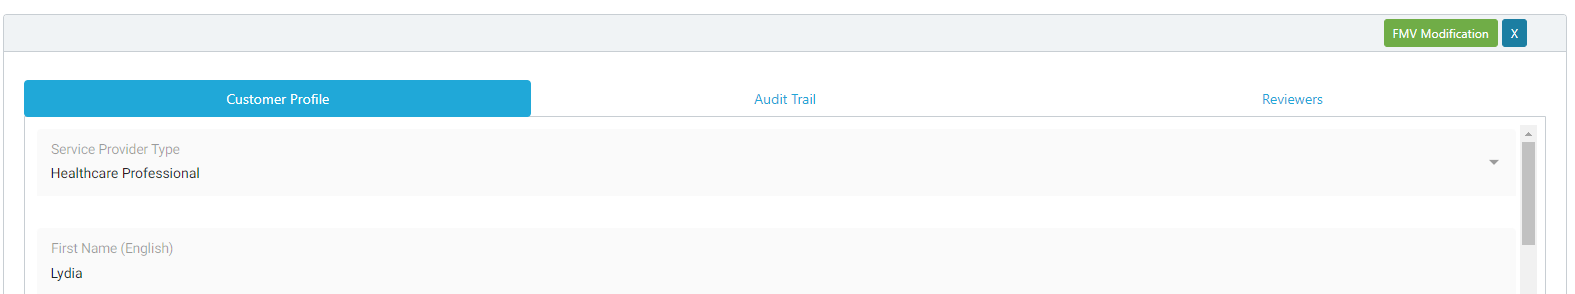 FMV Modification X
Customer Profile Audit Trail Reviewers
Service Provider Type
Healthcare Professional
First Name (English)
Lydia